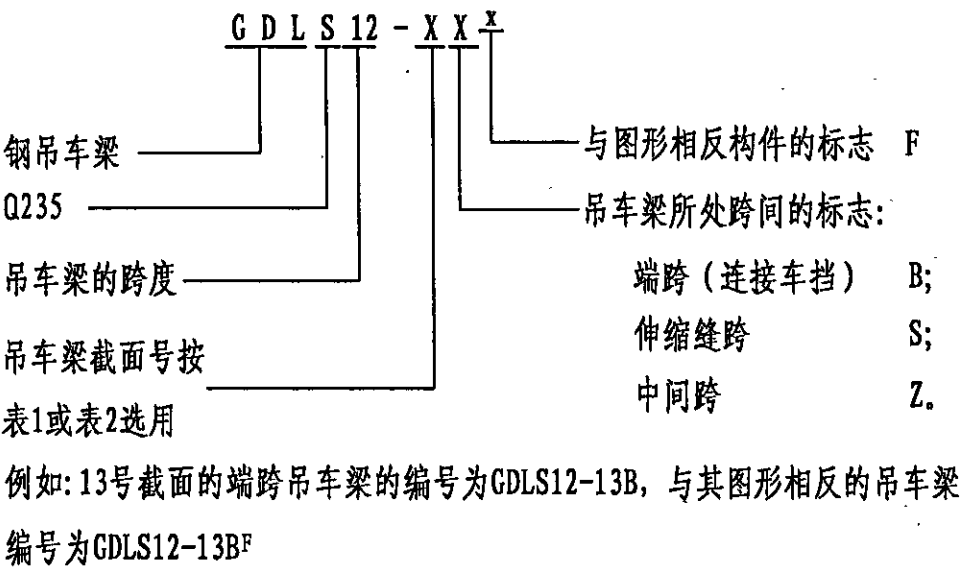 GDLS12-XXˣ
钢吊车梁
与图形相反构件的标志 F
Q235
吊车梁所处跨间的标志:
吊车梁的跨度
端跨(连接车挡) B;
吊车梁截面号按
伸缩缝跨 S;
表1或表2选用
中间跨 Z。
例如:13号截面的端跨吊车梁的编号为GDLS12-13B, 与其图形相反的吊车梁
编号为GDLS12-13Bᶠ